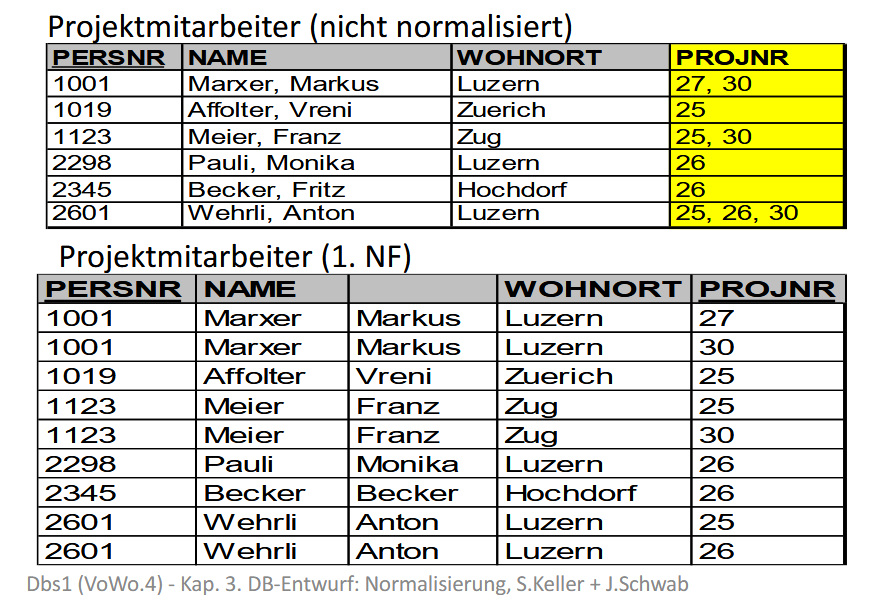 Projektmitarbeiter (nicht normalisiert)
PERSNR NAME WOHNORT PROJNR
1001 Marxer, Markus Luzern 27, 30
1019 Affolter, Vreni Zuerich 25
1123 Meier, Franz Zug 25, 30
2298 Pauli, Monika Luzern 26
2345 Becker, Fritz Hochdorf 26
2601 Wehrli, Anton Luzern 25, 26, 30
Projektmitarbeiter (1. NF)
PERSNR NAME WOHNORT PROJNR
1001 Marxer Markus Luzern 27
1001 Marxer Markus Luzern 30
1019 Affolter Vreni Zuerich 25
1123 Meier Franz Zug 25
1123 Meier Franz Zug 30
2298 Pauli Monika Luzern 26
2345 Becker Becker Hochdorf 26
2601 Wehrli Anton Luzern 25
2601 Wehrli Anton Luzern 26
Dbs1 (VoWo.4) - Kap. 3. DB-Entwurf: Normalisierung, S.Keller + J.Schwab